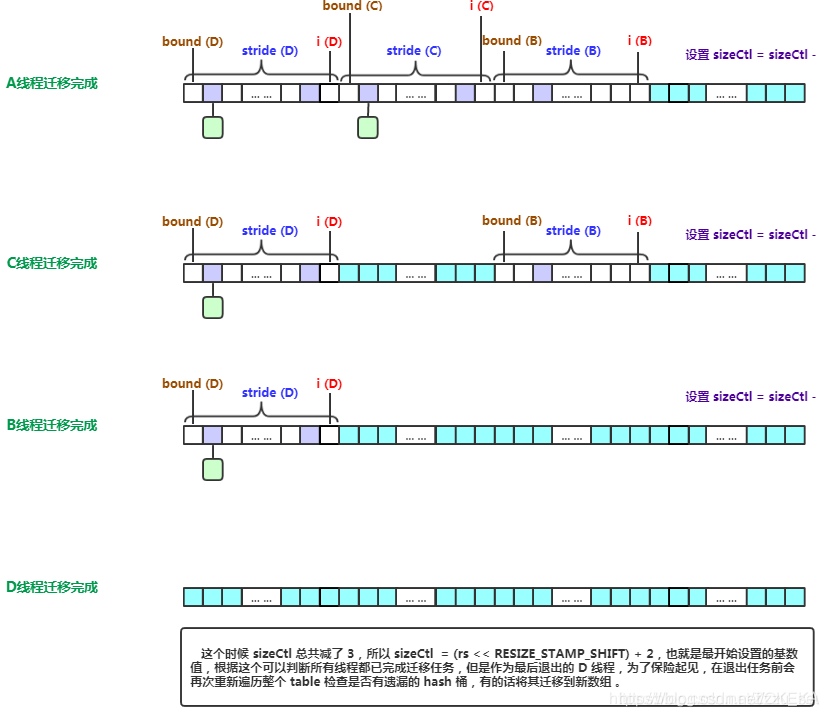 bound (C) i (C)
bound (D) stride (D) i (D) stride (C) bound (B) stride (B) i (B) 设置 sizeCtl = sizeCtl -
A线程迁移完成
... ... ... ... ... ... ... ...
bound (D) stride (D) i (D) bound (B) stride (B) i (B) 设置 sizeCtl = sizeCtl -
C线程迁移完成
... ... ... ... ... ... ... ...
bound (D) stride (D) i (D) 设置 sizeCtl = sizeCtl -
B线程迁移完成
... ... ... ... ... ... ... ...
D线程迁移完成
... ... ... ... ... ... ... ...
这个时候 sizeCtl 总共减了 3，所以 sizeCtl = (rs << RESIZE_STAMP_SHIFT) + 2，也就是最开始设置的基数
值，根据这个可以判断所有线程都已完成迁移任务，但是作为最后退出的 D 线程，为了保险起见，在退出任务前会
再次重新遍历整个 table 检查是否有遗漏的 hash 桶，有的话将其迁移到新数组 。